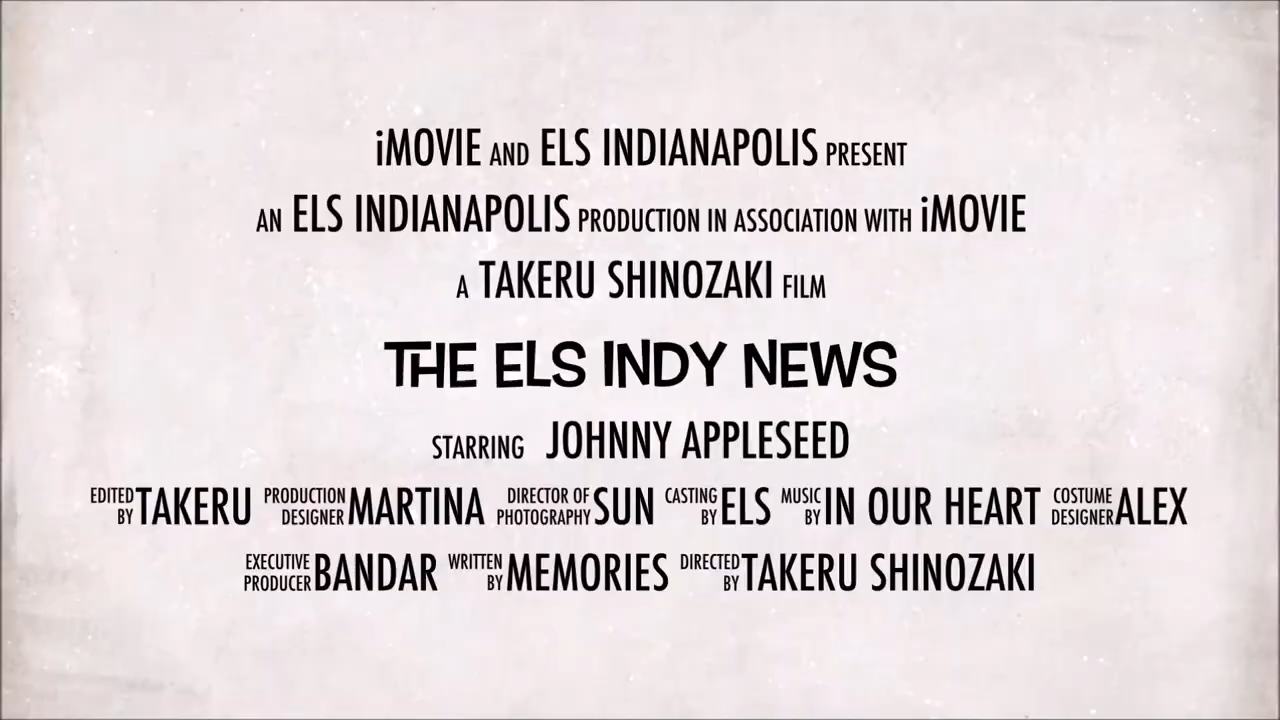 iMOVIE AND ELS INDIANAPOLIS PRESENT
AN ELS INDIANAPOLIS PRODUCTION IN ASSOCIATION WITH iMOVIE
A TAKERU SHINOZAKI FILM
THE ELS INDY NEWS
STARRING JOHNNY APPLESEED
EDITED BY TAKERU PRODUCTION DESIGNER MARTINA DIRECTOR OF PHOTOGRAPHY SUN CASTING BY ELS MUSIC BY IN OUR HEART COSTUME DESIGNER ALEX
EXECUTIVE PRODUCER BANDAR WRITTEN BY MEMORIES DIRECTED BY TAKERU SHINOZAKI